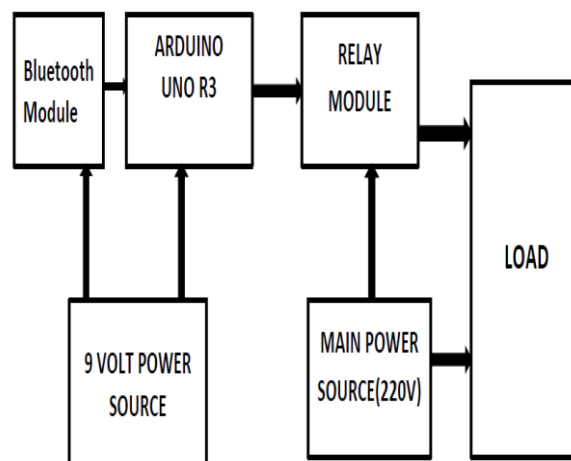 Bluetooth
Module
ARDUINO
UNO R3
RELAY
MODULE
LOAD
9 VOLT POWER
SOURCE
MAIN POWER
SOURCE(220V)